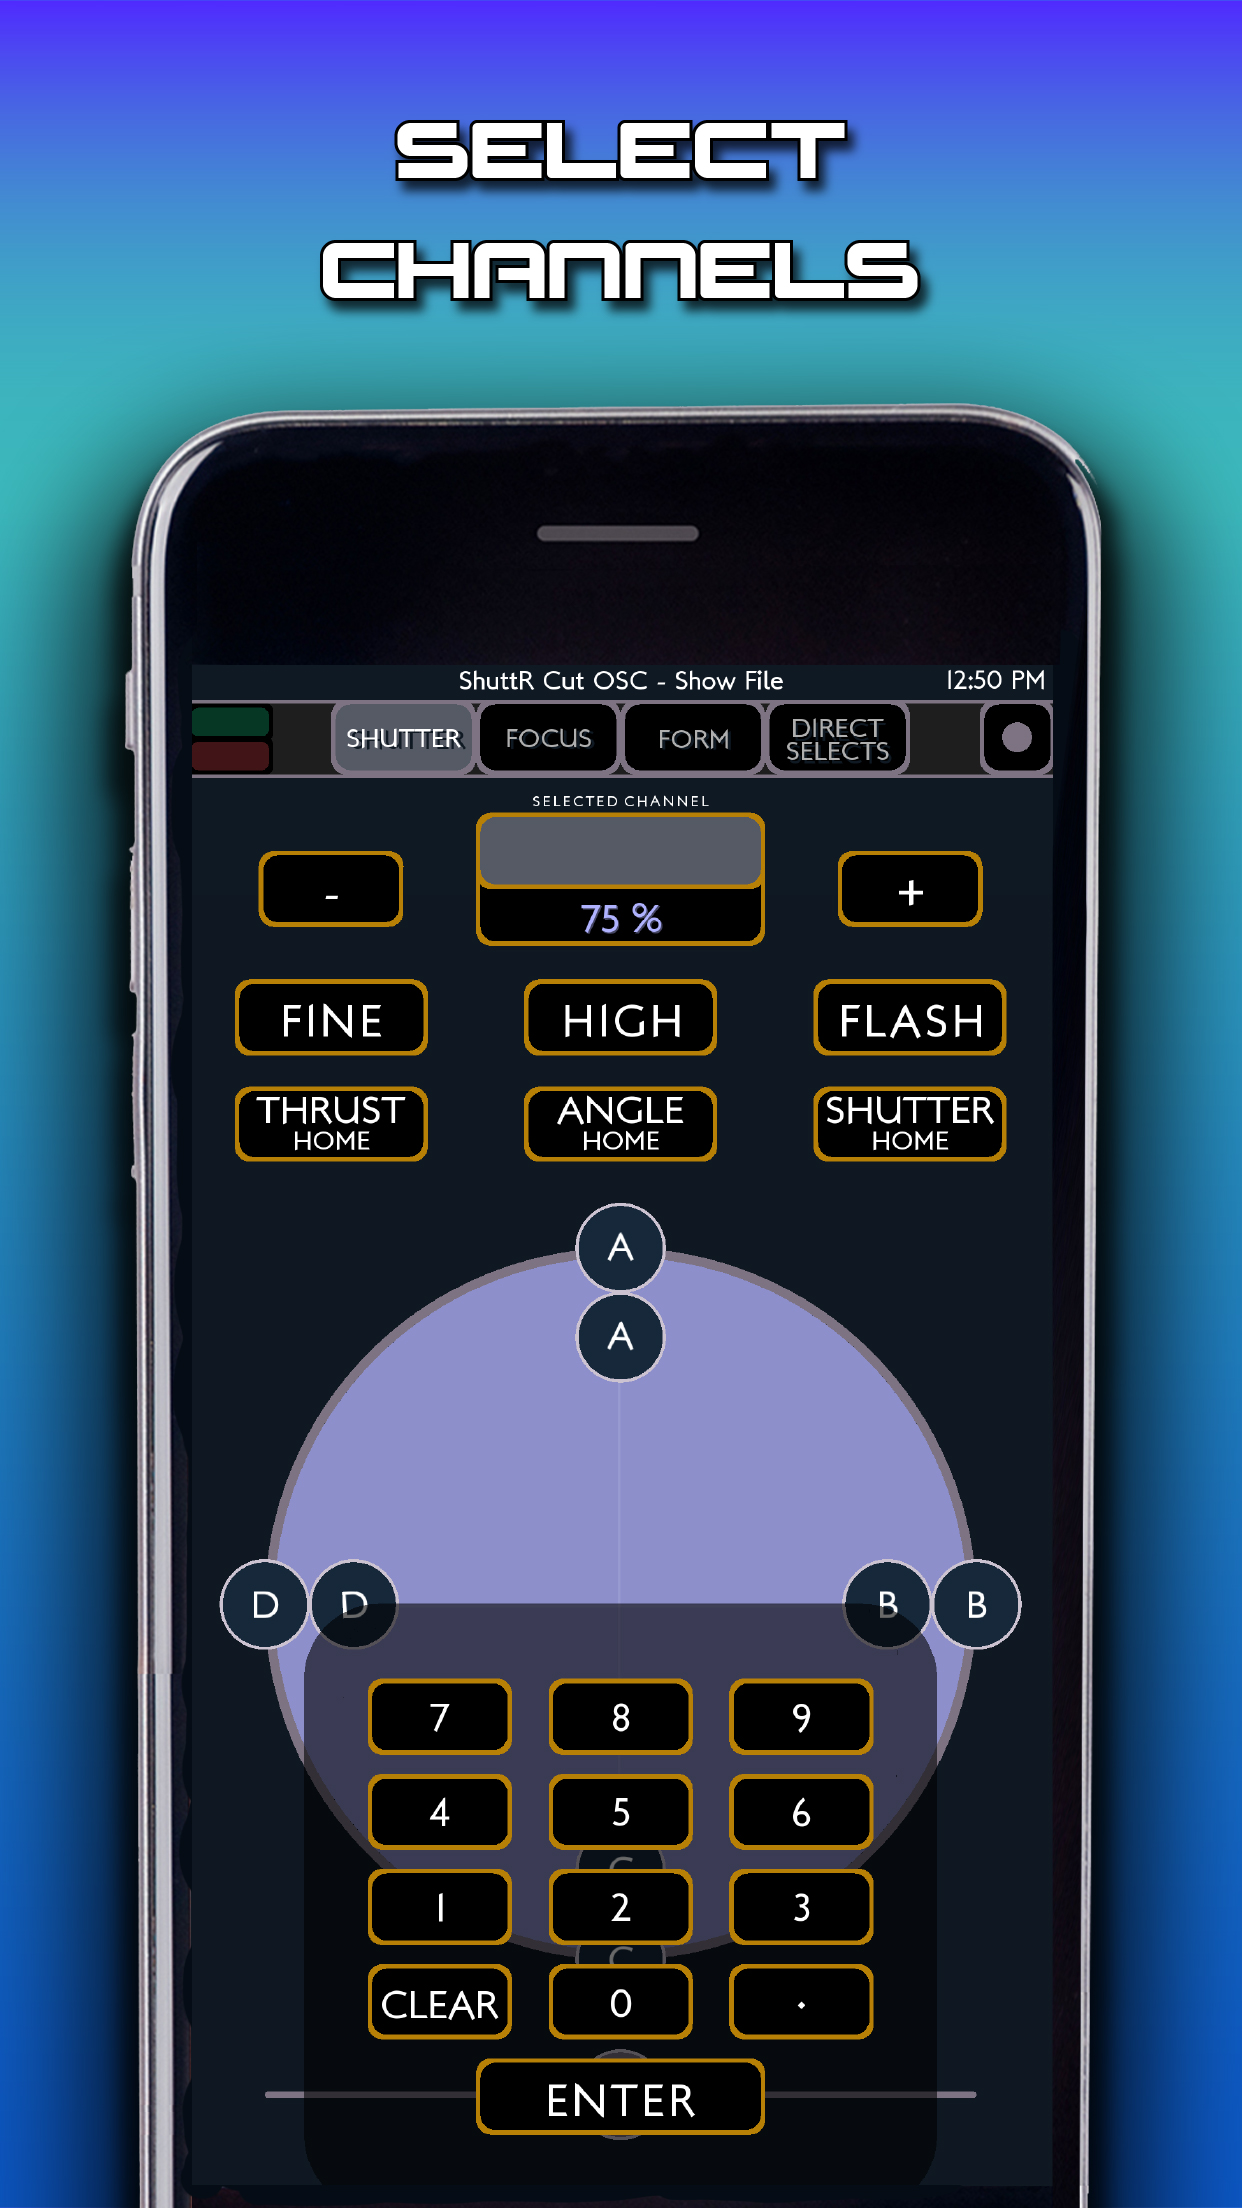 SELECT
CHANNELS
ShuttR Cut OSC - Show File
12:50 PM
SHUTTER
FOCUS
FORM
DIRECT
SELECTS
SELECTED CHANNEL
-
75 %
+
FINE
HIGH
FLASH
THRUST
HOME
ANGLE
HOME
SHUTTER
HOME
A
A
D
D
B
B
7
8
9
4
5
6
C
1
2
3
C
CLEAR
0
.
ENTER